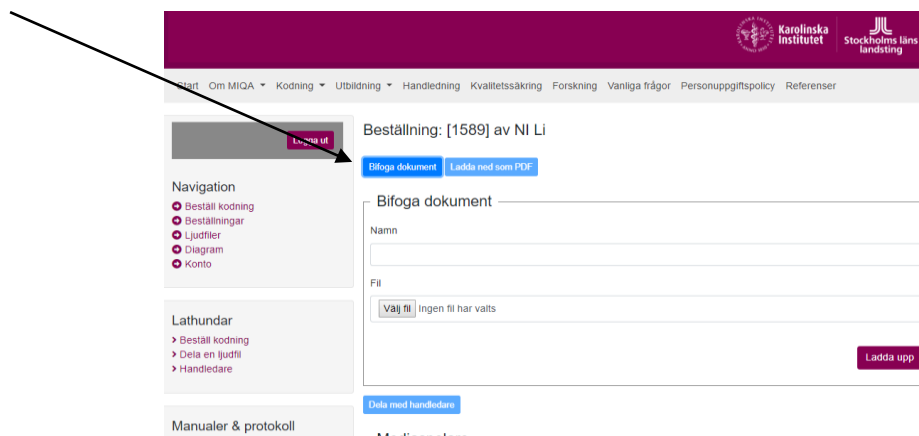 Karolinska
Institutet
Stockholms läns
landsting
Start Om MIQA Kodning Utbildning Handledning Kvalitetssäkring Forskning Vanliga frågor Personuppgiftspolicy Referenser
Logga ut
Beställning: [1589] av NI Li
Bifoga dokument Ladda ned som PDF
Navigation
Beställ kodning
Beställningar
Ljudfiler
Diagram
Konto
Bifoga dokument
Namn
Fil
Välj fil Ingen fil har valts
Ladda upp
Lathundar
Beställ kodning
Dela en ljudfil
Handledare
Dela med handledare
Manualer & protokoll